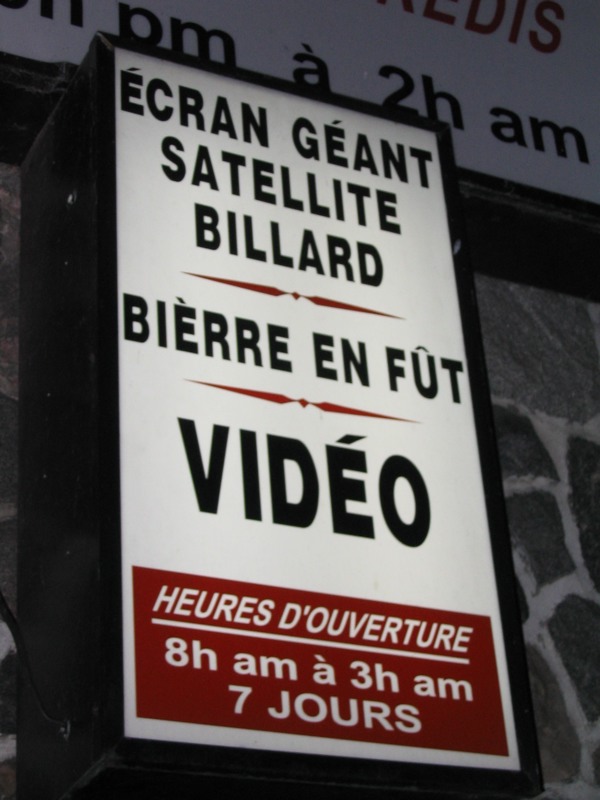 REDIS
pm à 2h am
ÉCRAN GÉANT
SATELLITE
BILLARD
BIÈRRE EN FÛT
VIDÉO
HEURES D'OUVERTURE
8h am à 3h am
7 JOURS